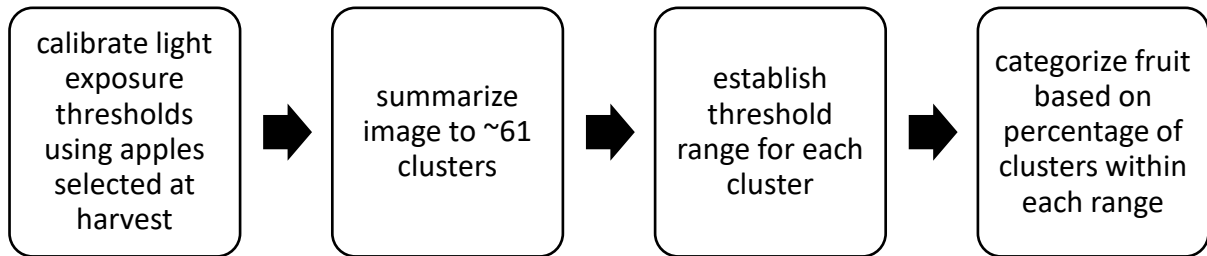 calibrate light
exposure
thresholds
using apples
selected at
harvest
summarize
image to ~61
clusters
establish
threshold
range for each
cluster
categorize fruit
based on
percentage of
clusters within
each range